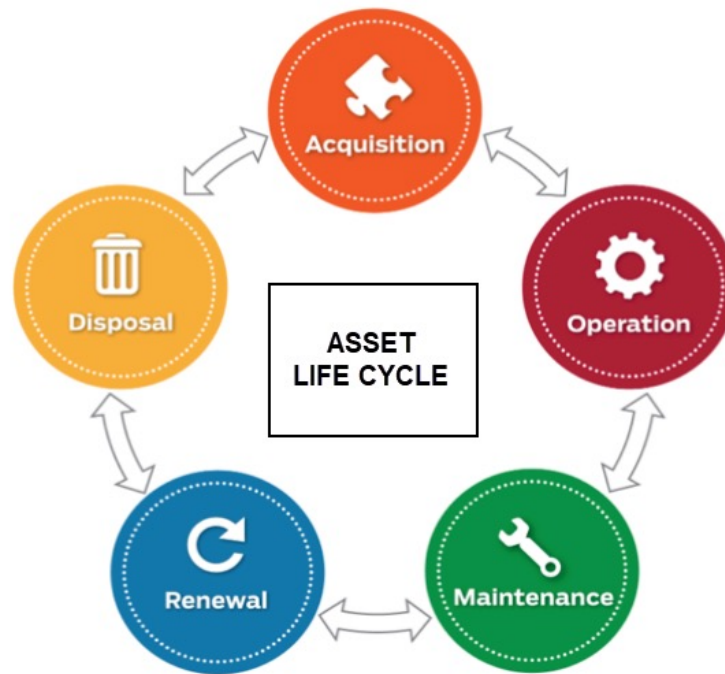 Acquisition
Disposal
Operation
ASSET
LIFE CYCLE
Renewal
Maintenance